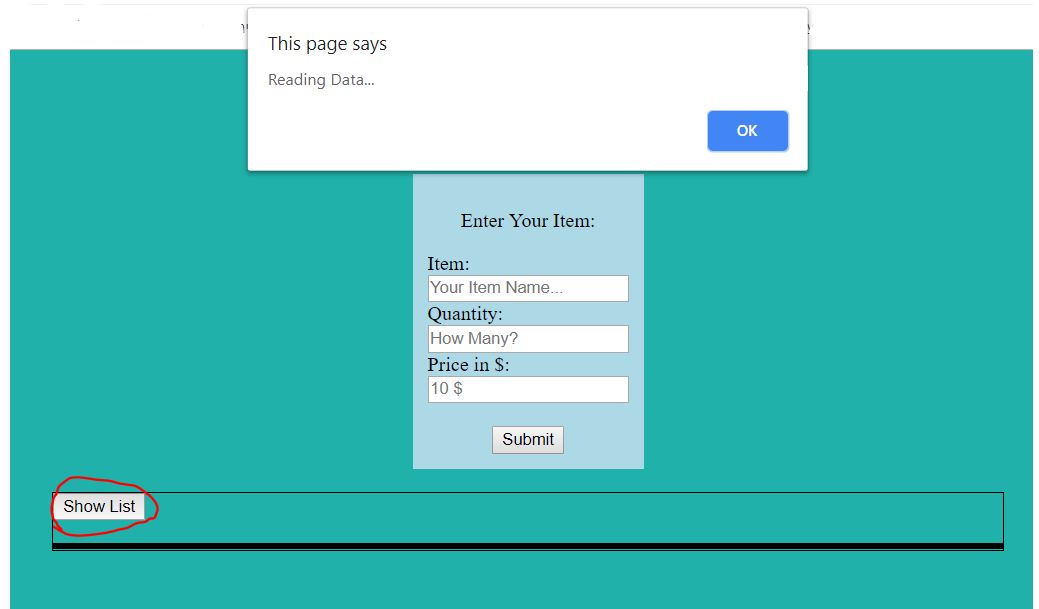 This page says
Reading Data...
OK
Enter Your Item:
Item:
Your Item Name...
Quantity:
How Many?
Price in $:
10 $
Submit
Show List